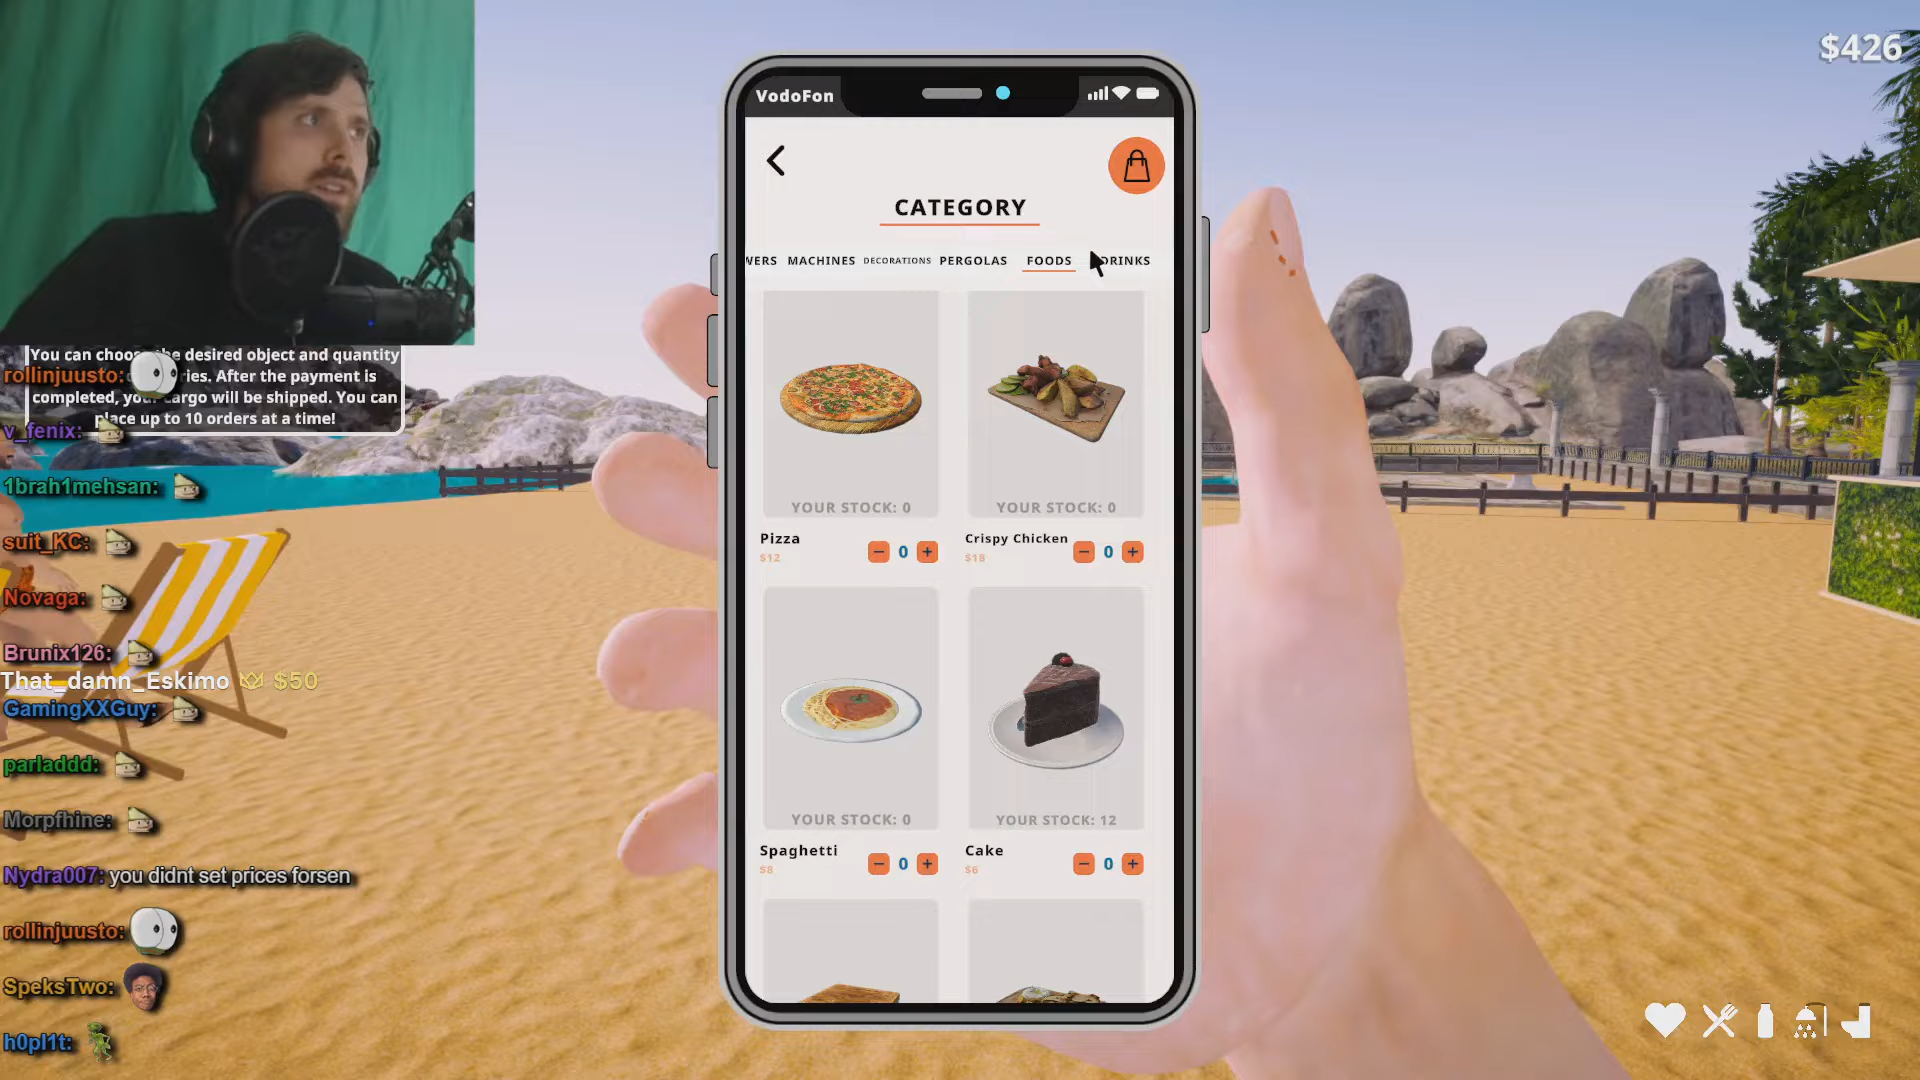 $426
VodoFon
CATEGORY
WERS MACHINES DECORATIONS PERGOLAS FOODS DRINKS
YOUR STOCK: 0
YOUR STOCK: 0
Pizza
$12
0
Crispy Chicken
$18
0
YOUR STOCK: 0
YOUR STOCK: 12
Spaghetti
$8
0
Cake
$6
0
You can choose the desired object and quantity
ries. After the payment is
completed, your cargo will be shipped. You can
place up to 10 orders at a time!
rollinjuusto:
v_fenix:
1brah1mehsan:
suit_KC:
Novaga:
Brunix126:
That_damn_Eskimo $50
GamingXXGuy:
parladdd:
Morpfhine:
Nydra007: you didnt set prices forsen
rollinjuusto:
SpeksTwo:
h0pl1t: